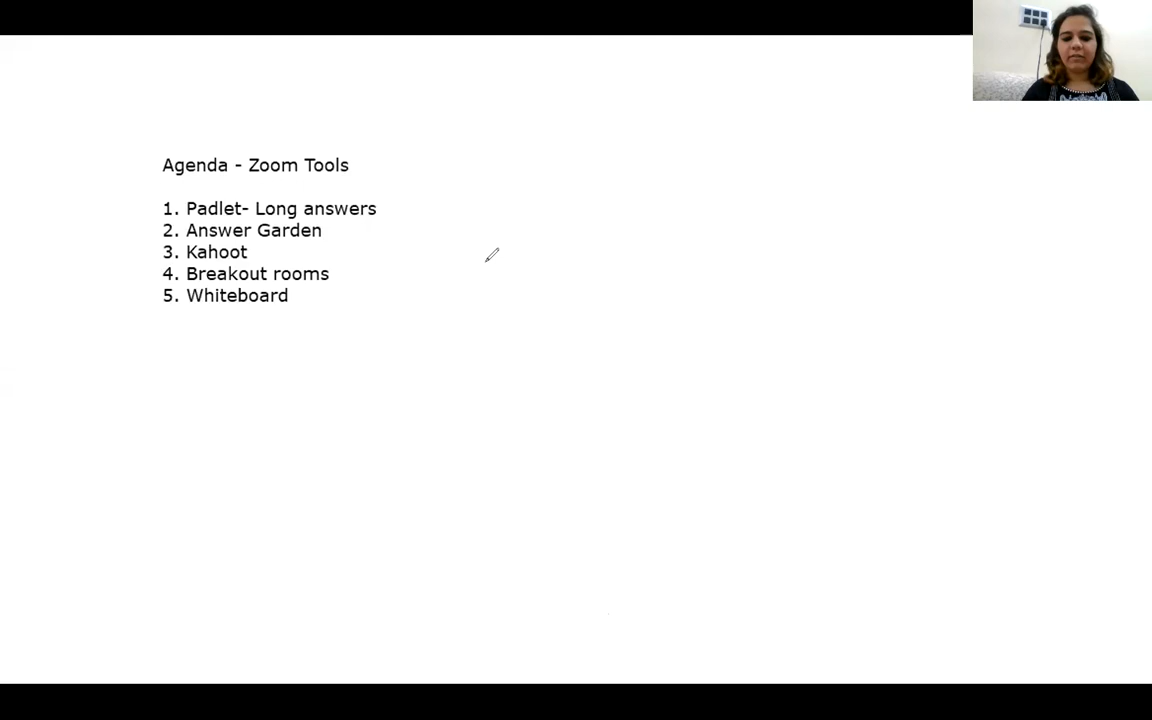 Agenda - Zoom Tools
1. Padlet- Long answers
2. Answer Garden
3. Kahoot
4. Breakout rooms
5. Whiteboard